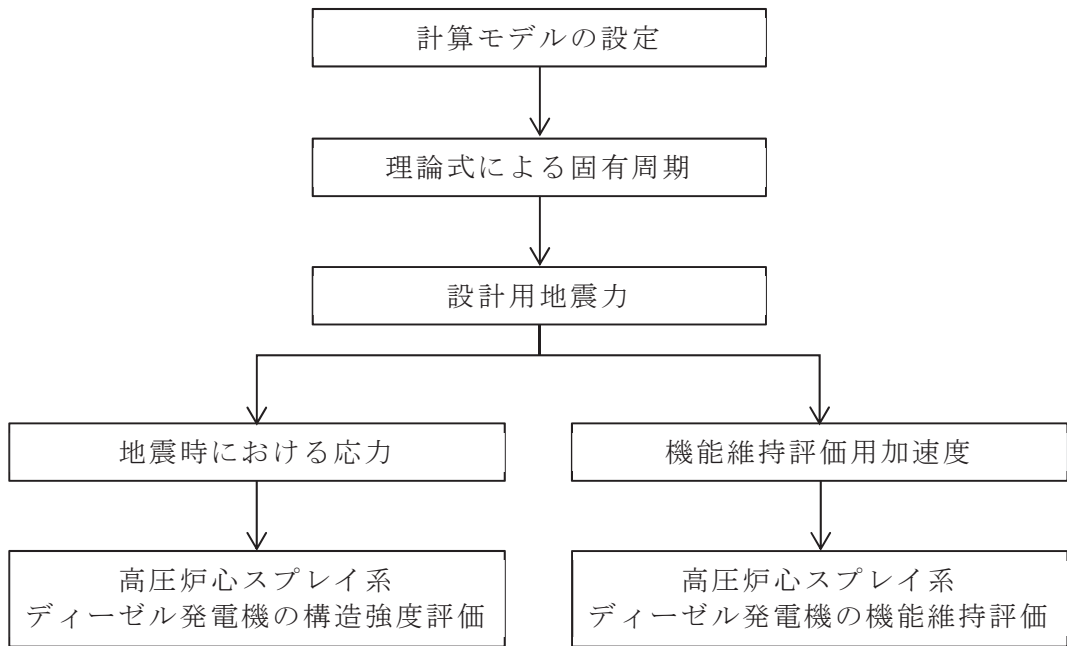 計算モデルの設定
理論式による固有周期
設計用地震力
地震時における応力
機能維持評価用加速度
高圧炉心スプレイ系
ディーゼル発電機の構造強度評価
高圧炉心スプレイ系
ディーゼル発電機の機能維持評価